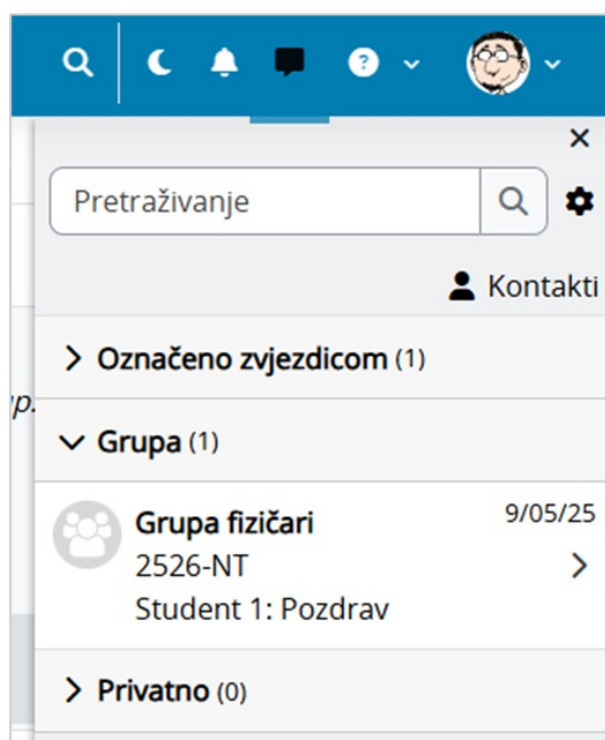 Pretraživanje
Kontakti
Označeno zvjezdicom (1)
ıp.
Grupa (1)
Grupa fizičari 9/05/25
2526-NT
Student 1: Pozdrav
Privatno (0)